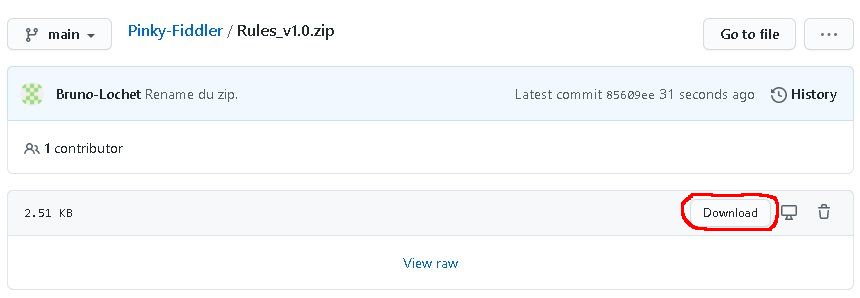 main Pinky-Fiddler / Rules_v1.0.zip Go to file ...
Bruno-Lochet Rename du zip. Latest commit 85609ee 31 seconds ago History
1 contributor
2.51 KB Download
View raw